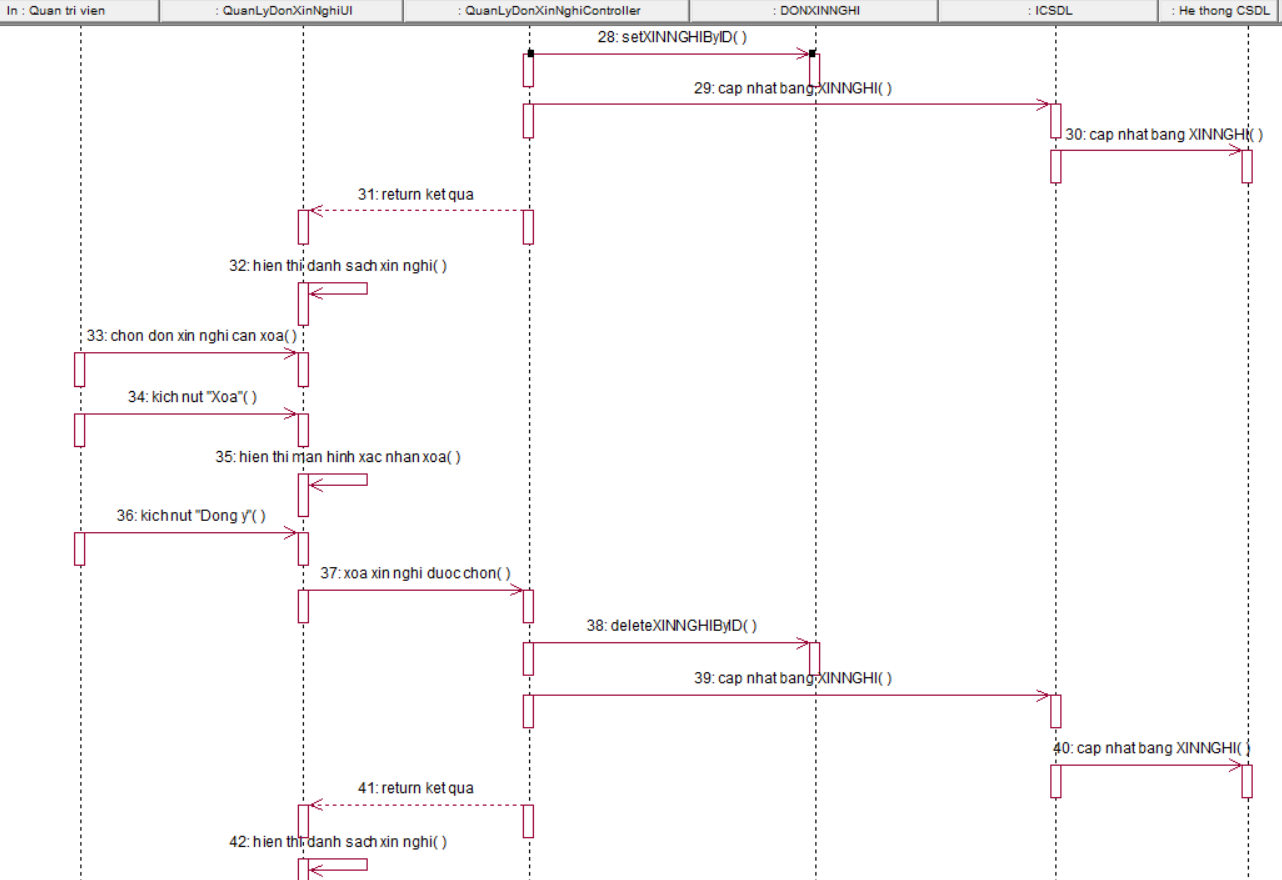 In : Quan tri vien
: QuanLyDonXinNghiUI
: QuanLyDonXinNghiController
: DONXINNGHI
: ICSDL
: He thong CSDL
28: setXINNGHIByID( )
29: cap nhat bang XINNGHI( )
30: cap nhat bang XINNGHI( )
31: return ket qua
32: hien thi danh sach xin nghi( )
33: chon don xin nghi can xoa( )
34: kich nut "Xoa"( )
35: hien thi man hinh xac nhan xoa( )
36: kich nut "Dong y"( )
37: xoa xin nghi duoc chon( )
38: deleteXINNGHIByID( )
39: cap nhat bang XINNGHI( )
40: cap nhat bang XINNGHI( )
41: return ket qua
42: hien thi danh sach xin nghi( )